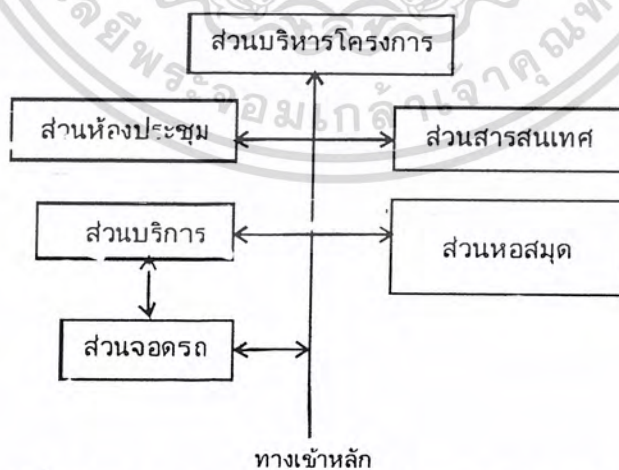 ส่วนบริหารโครงการ
ส่วนห้องประชุม
ส่วนสารสนเทศ
ส่วนบริการ
ส่วนหอสมุด
ส่วนจอดรถ
ทางเข้าหลัก